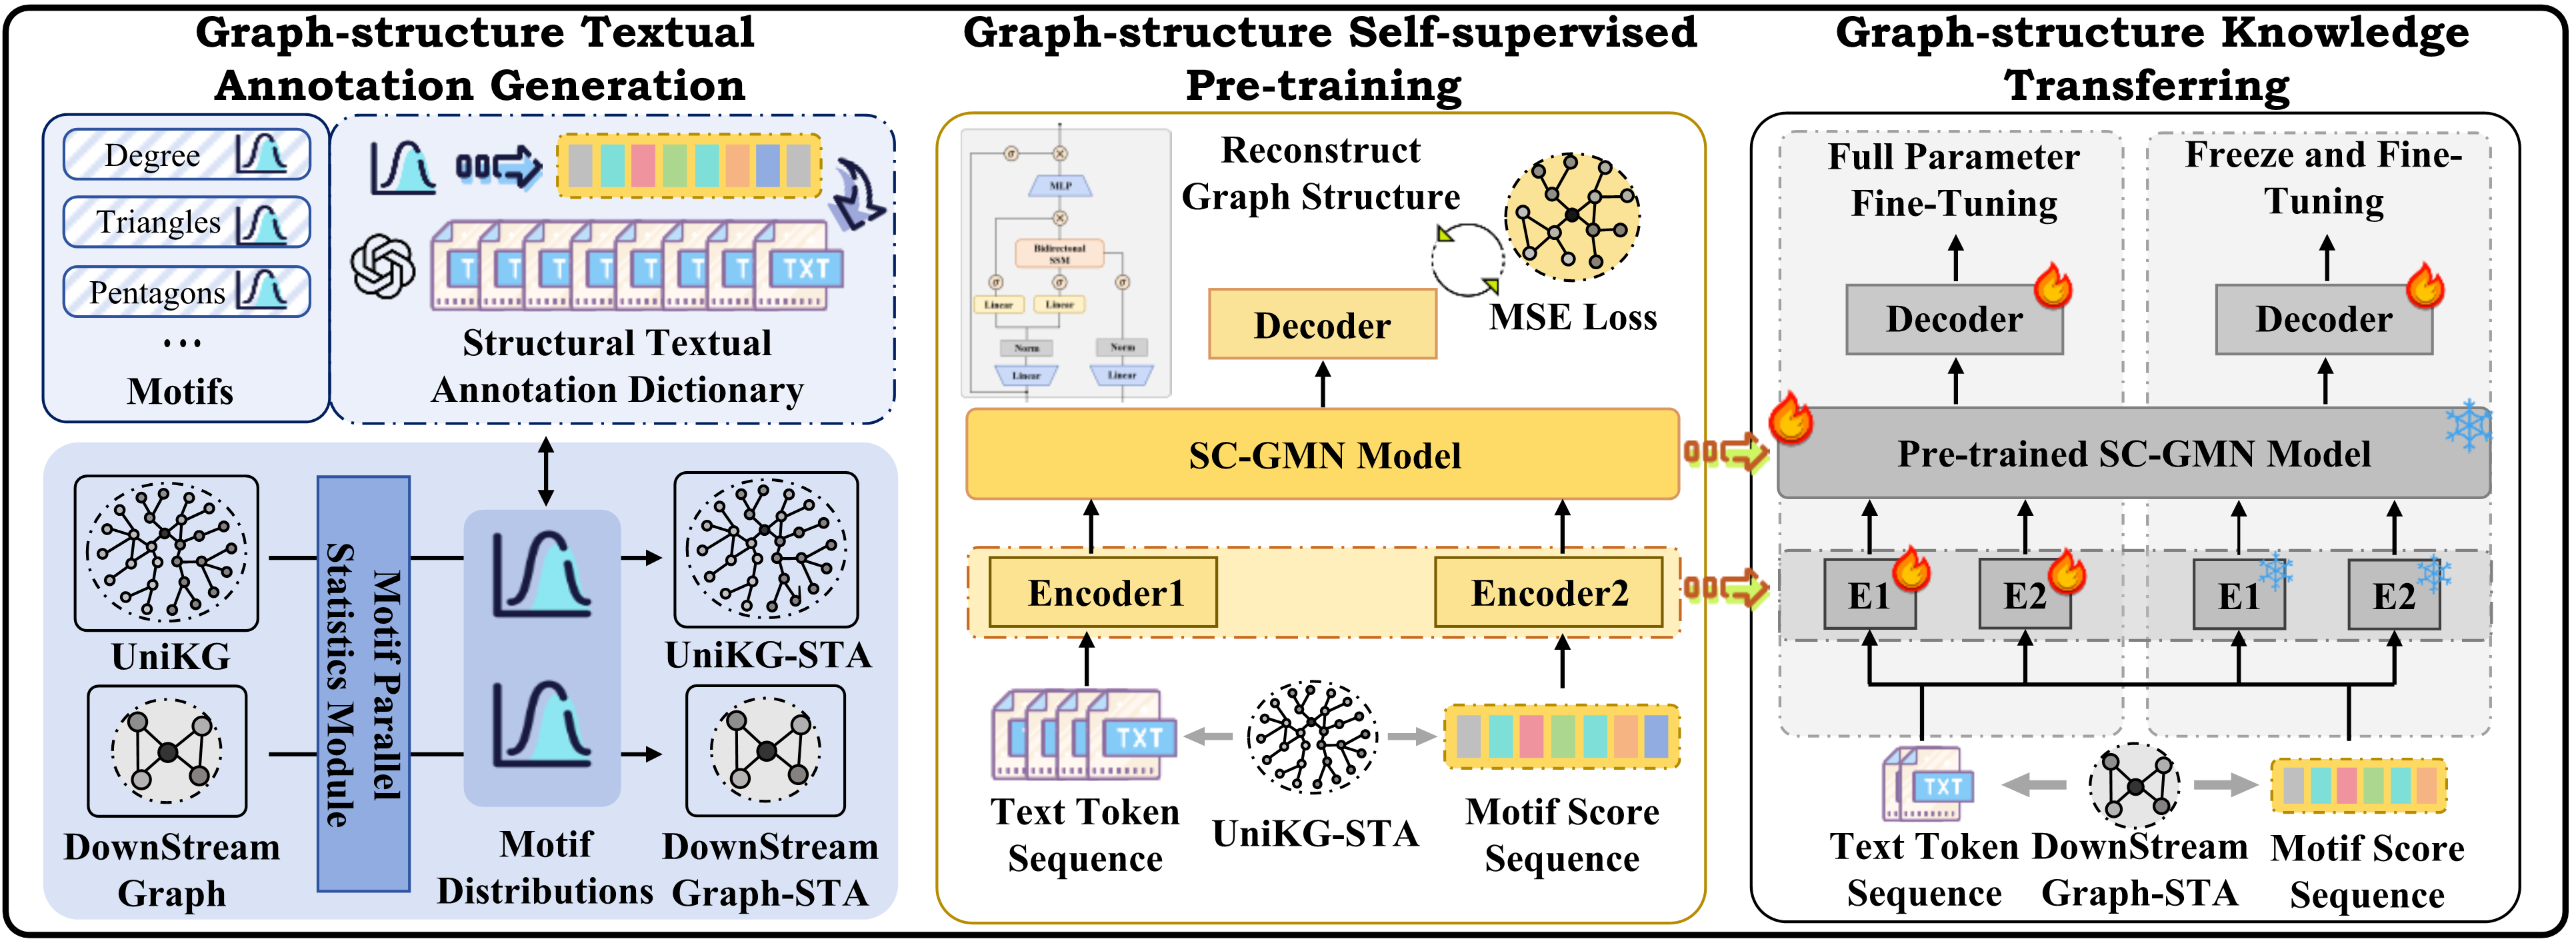 Graph-structure Textual
Annotation Generation
Degree
Triangles
Pentagons
...
Motifs
T
T
T
T
T
T
T
TXT
Structural Textual
Annotation Dictionary
UniKG
DownStream
Graph
Motif Parallel
Statistics Module
Motif
Distributions
UniKG-STA
DownStream
Graph-STA
Graph-structure Self-supervised
Pre-training
σ
MLP
Bidirectional
SSM
σ
σ
σ
Linear
Linear
Norm
Norm
Linear
Linear
Reconstruct
Graph Structure
MSE Loss
Decoder
SC-GMN Model
Encoder1
Encoder2
TXT
Text Token
Sequence
UniKG-STA
Motif Score
Sequence
Graph-structure Knowledge
Transferring
Full Parameter
Fine-Tuning
Freeze and Fine-
Tuning
Decoder
Decoder
Pre-trained SC-GMN Model
E1
E2
E1
E2
TXT
Text Token
Sequence
DownStream
Graph-STA
Motif Score
Sequence